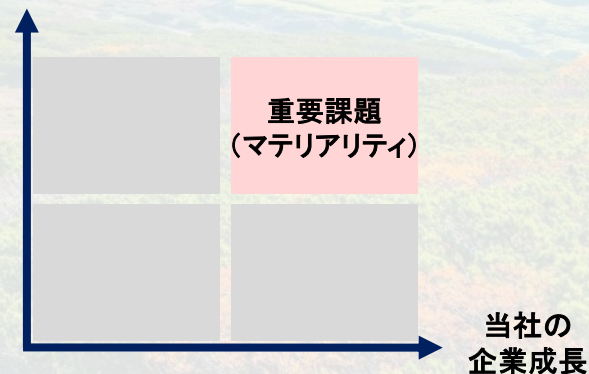 重要課題
（マテリアリティ）
当社の
企業成長